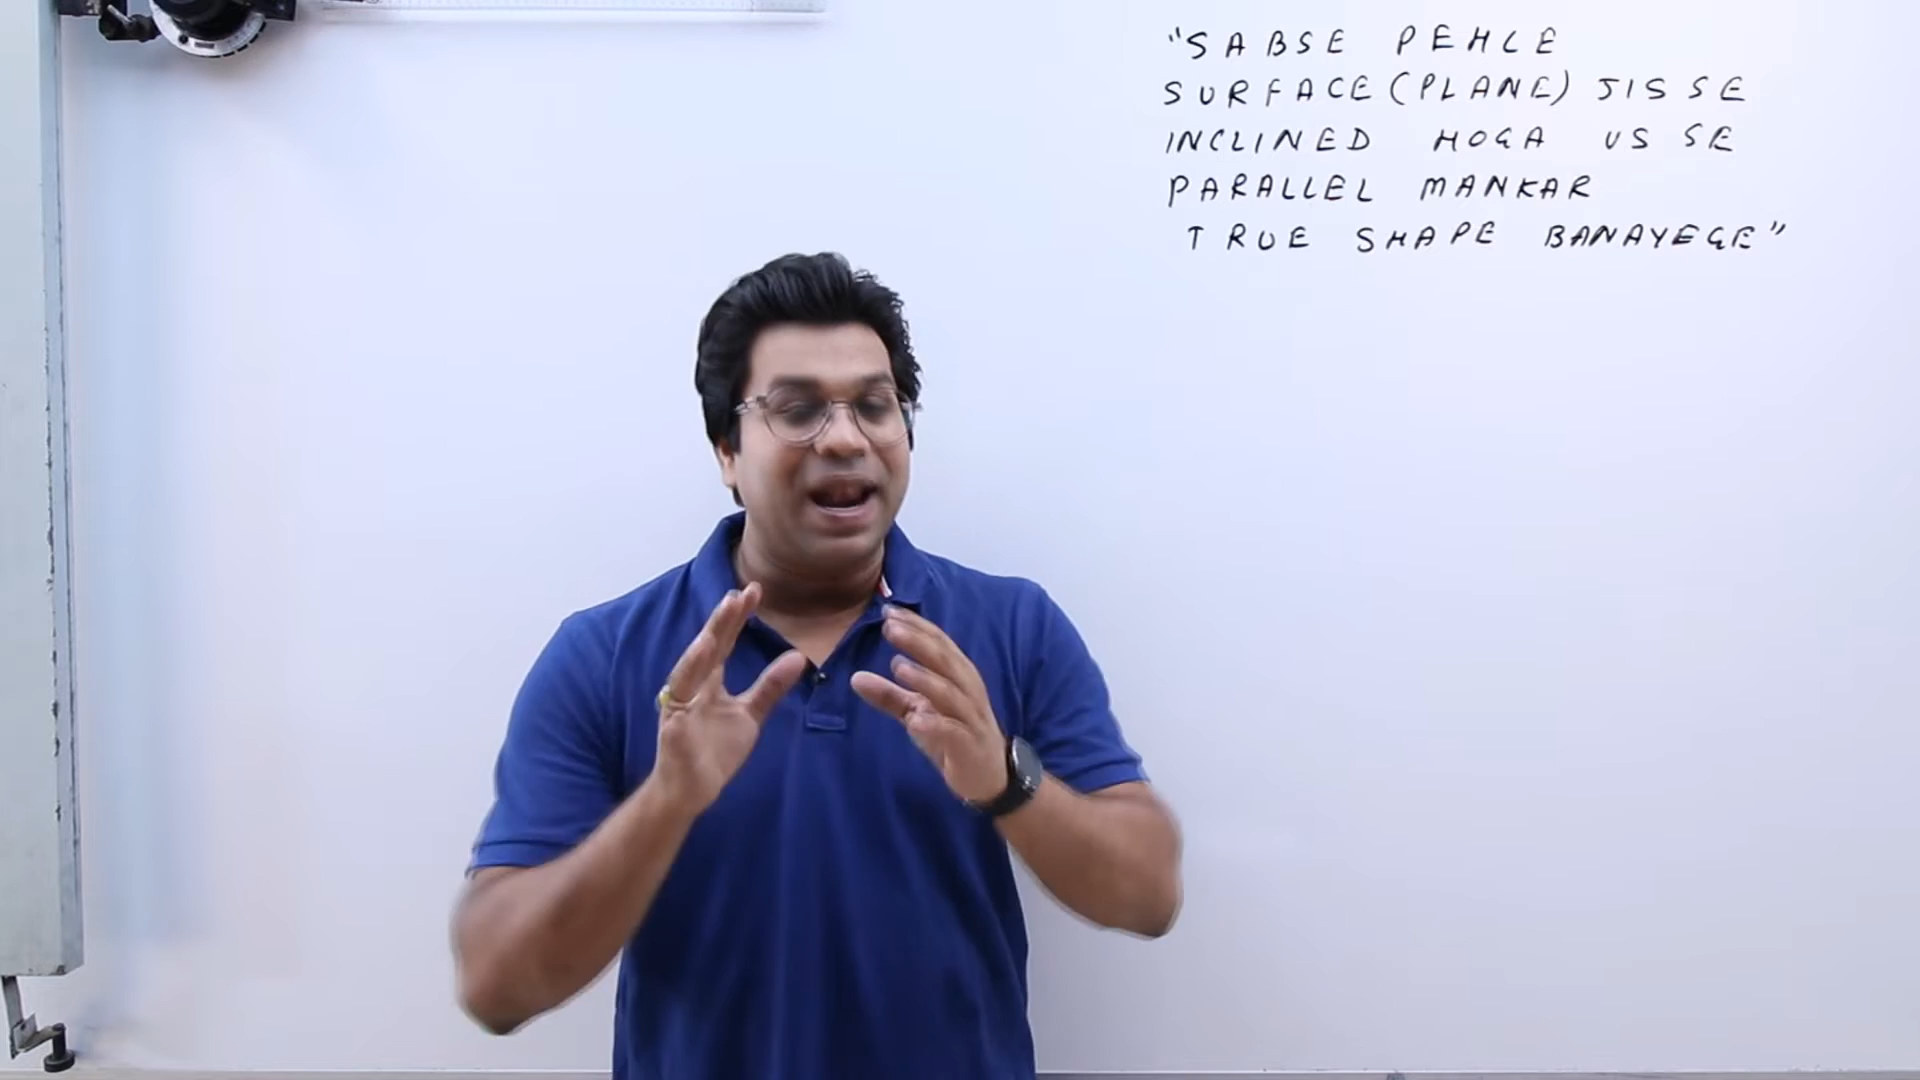 "SABSE PEHLE
SURFACE (PLANE) JISSE
INCLINED HOGA US SE
PARALLEL MANKAR
TRUE SHAPE BANAYEGE"